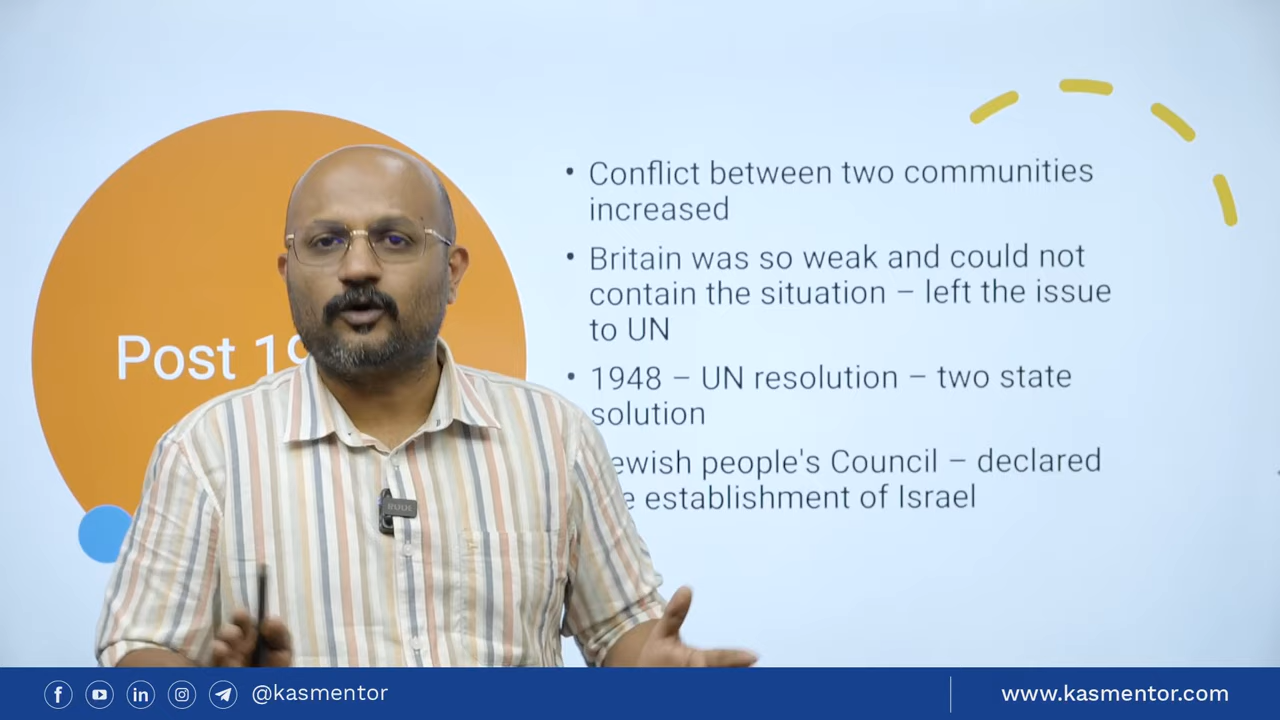 Post 19
• Conflict between two communities
increased
• Britain was so weak and could not
contain the situation – left the issue
to UN
• 1948 – UN resolution – two state
solution
ewish people's Council – declared
e establishment of Israel
@kasmentor
www.kasmentor.com